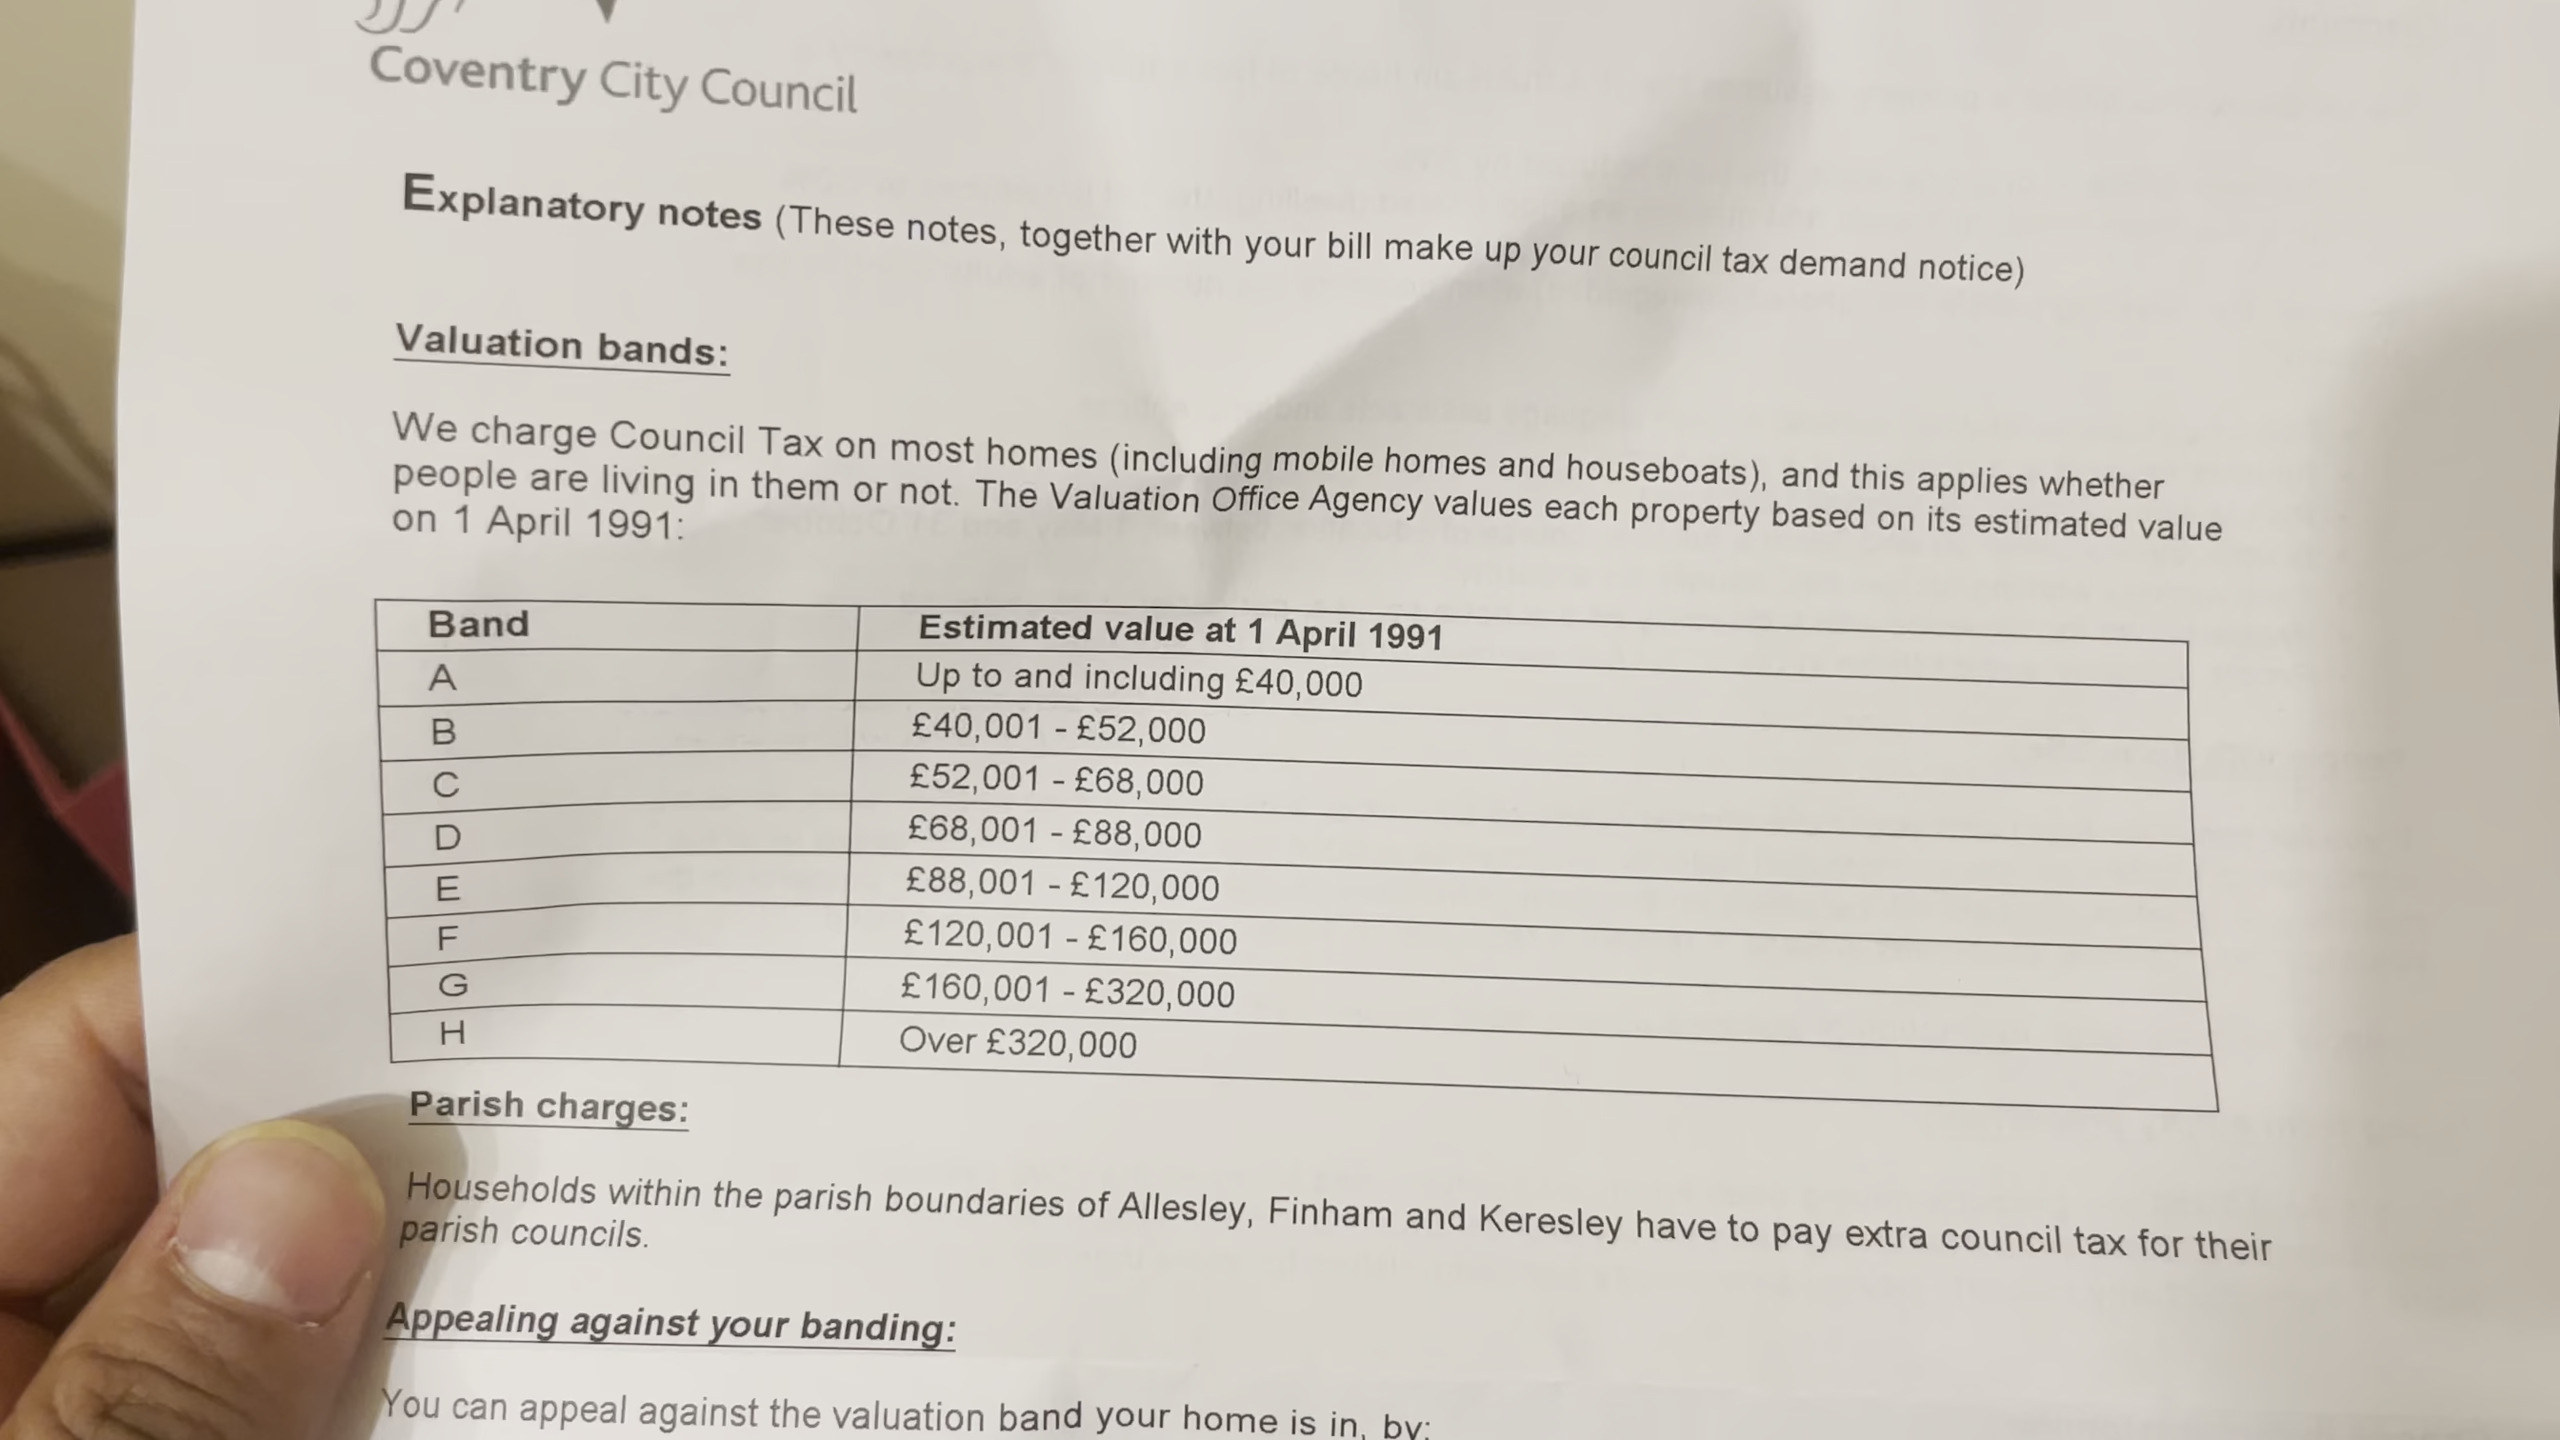 Coventry City Council
Explanatory notes (These notes, together with your bill make up your council tax demand notice)
Valuation bands:
We charge Council Tax on most homes (including mobile homes and houseboats), and this applies whether
people are living in them or not. The Valuation Office Agency values each property based on its estimated value
on 1 April 1991:
Band Estimated value at 1 April 1991
A Up to and including £40,000
B £40,001 - £52,000
C £52,001 - £68,000
D £68,001 - £88,000
E £88,001 - £120,000
F £120,001 - £160,000
G £160,001 - £320,000
H Over £320,000
Parish charges:
Households within the parish boundaries of Allesley, Finham and Keresley have to pay extra council tax for their
parish councils.
Appealing against your banding:
You can appeal against the valuation band your home is in, by: